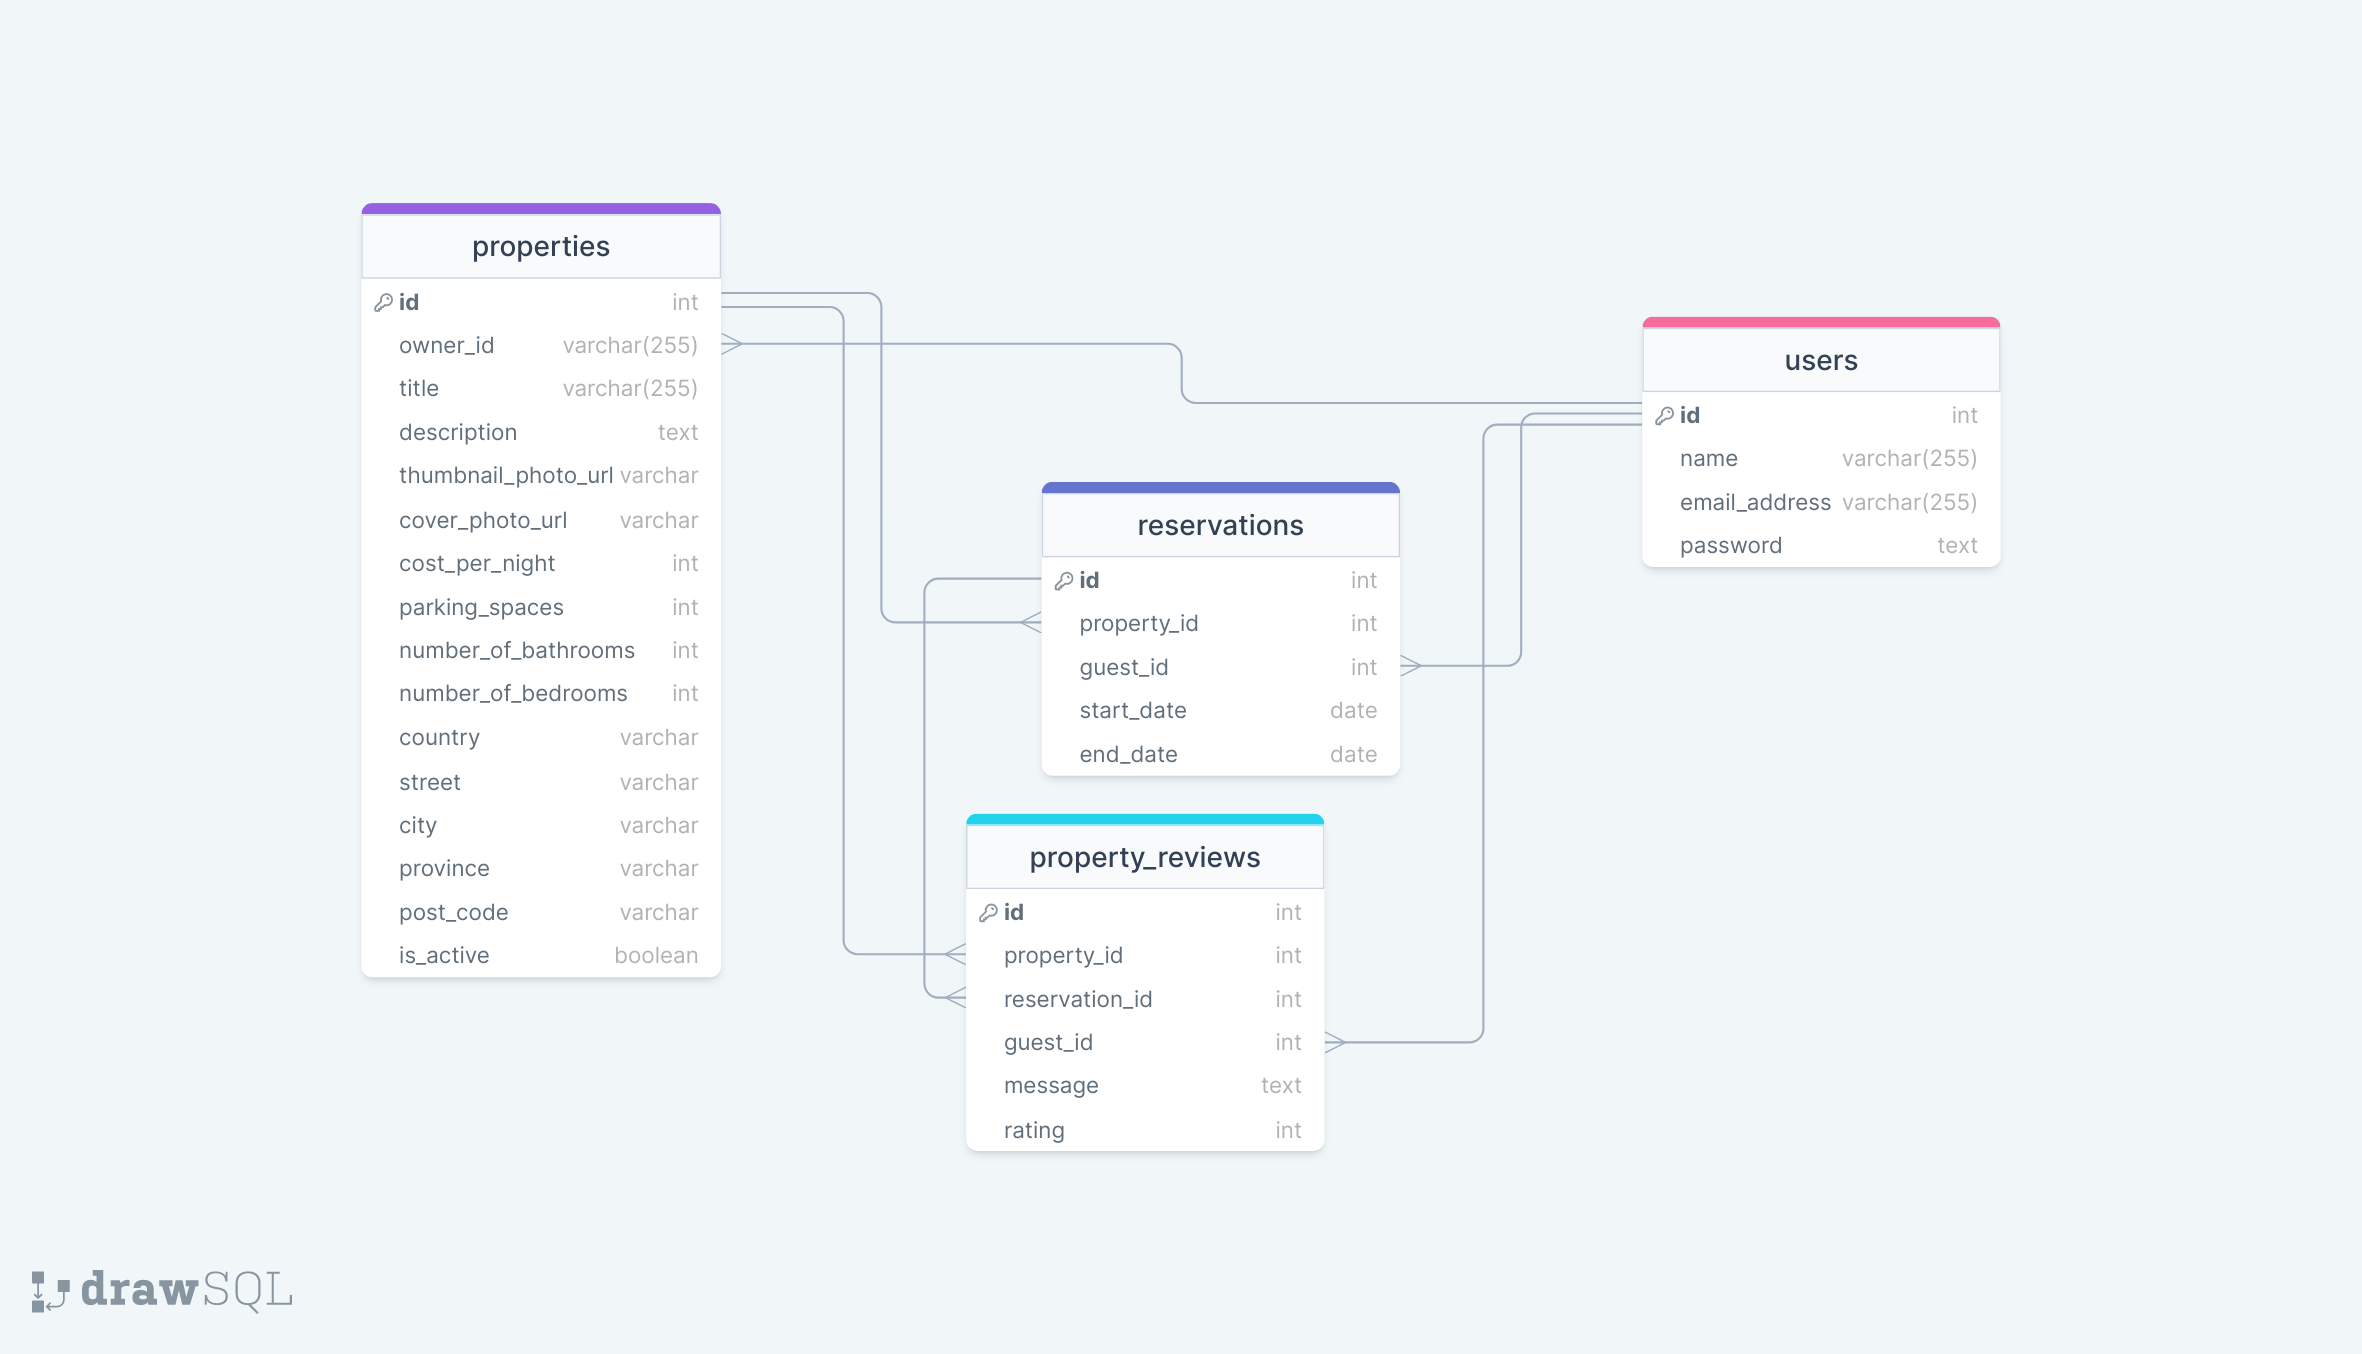 properties
id int
owner_id varchar(255)
title varchar(255)
description text
thumbnail_photo_url varchar
cover_photo_url varchar
cost_per_night int
parking_spaces int
number_of_bathrooms int
number_of_bedrooms int
country varchar
street varchar
city varchar
province varchar
post_code varchar
is_active boolean
users
id int
name varchar(255)
email_address varchar(255)
password text
reservations
id int
property_id int
guest_id int
start_date date
end_date date
property_reviews
id int
property_id int
reservation_id int
guest_id int
message text
rating int
drawSQL